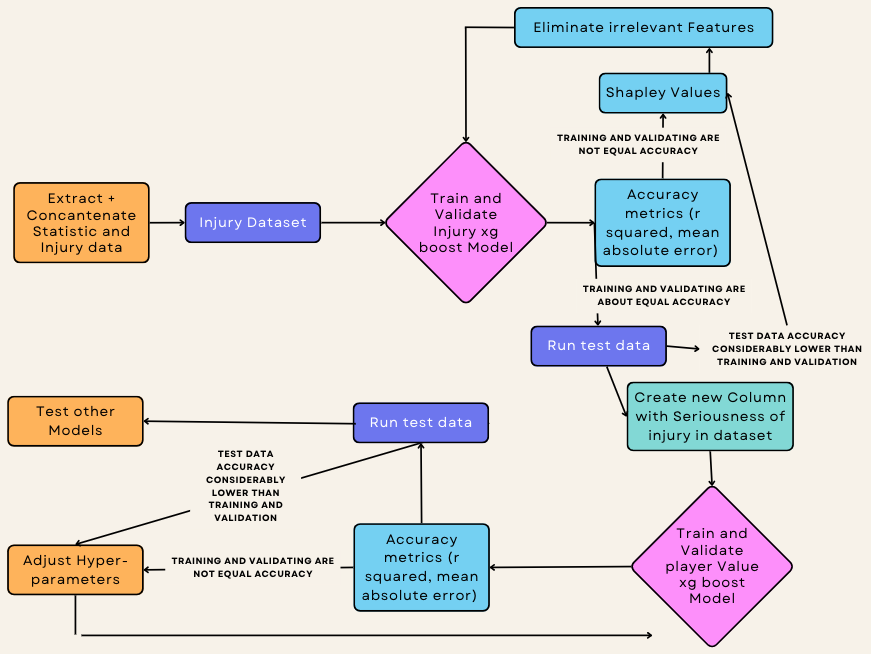 Eliminate irrelevant Features
Shapley Values
TRAINING AND VALIDATING ARE
NOT EQUAL ACCURACY
Extract +
Concantenate
Statistic and
Injury data
Injury Dataset
Train and
Validate
Injury xg
boost Model
Accuracy
metrics (r
squared, mean
absolute error)
TRAINING AND VALIDATING ARE
ABOUT EQUAL ACCURACY
Run test data
TEST DATA ACCURACY
CONSIDERABLY LOWER THAN
TRAINING AND VALIDATION
Create new Column
with Seriousness of
injury in dataset
Train and
Validate
player Value
xg boost
Model
Accuracy
metrics (r
squared, mean
absolute error)
Run test data
Test other
Models
TEST DATA
ACCURACY
CONSIDERABLY
LOWER THAN
TRAINING AND
VALIDATION
TRAINING AND VALIDATING ARE
NOT EQUAL ACCURACY
Adjust Hyper-
parameters